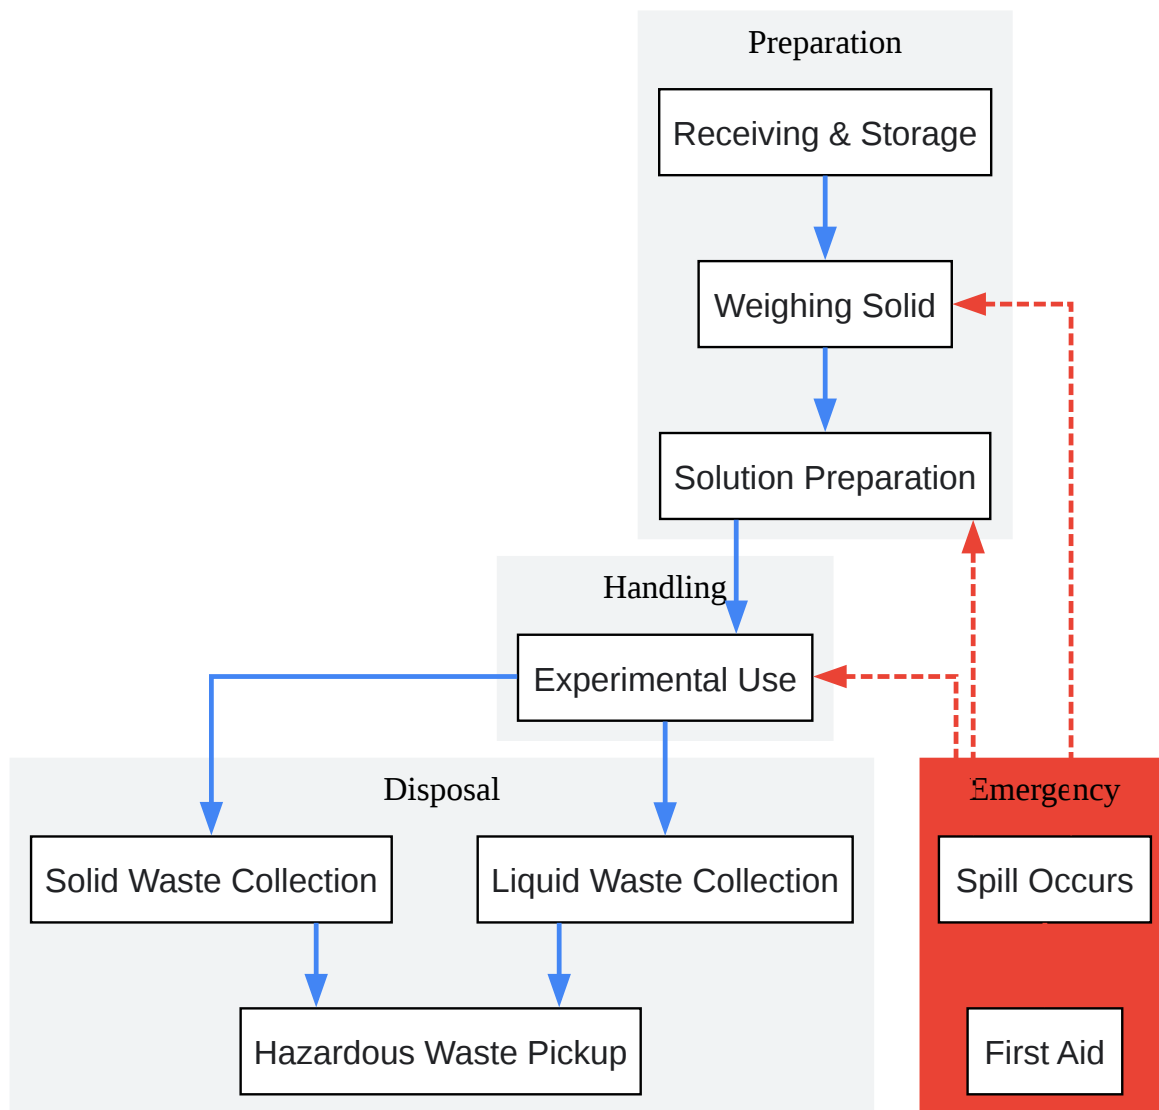 Preparation
Receiving & Storage
Weighing Solid
Solution Preparation
Handling
Experimental Use
Disposal
Emergency
Solid Waste Collection
Liquid Waste Collection
Spill Occurs
Hazardous Waste Pickup
First Aid